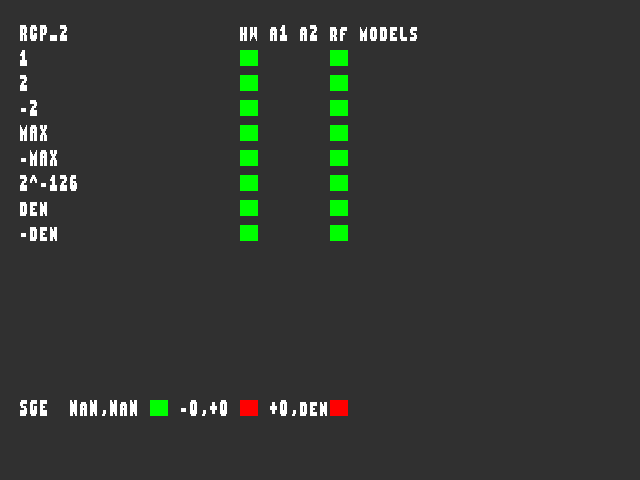 RGP_2 HW A1 A2 RF MODELS
1
2
-2
MAX
-MAX
2^-126
DEN
-DEN
SGE NAN,NAN -0,+0 +0,DEN